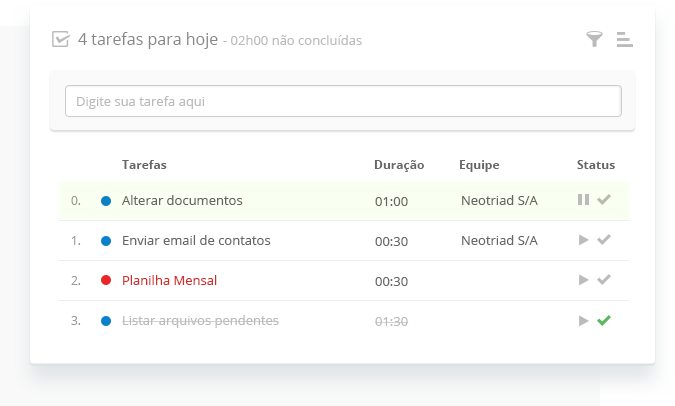 4 tarefas para hoje - 02h00 não concluídas
Digite sua tarefa aqui
Tarefas Duração Equipe Status
0. Alterar documentos 01:00 Neotriad S/A
1. Enviar email de contatos 00:30 Neotriad S/A
2. Planilha Mensal 00:30
3. Listar arquivos pendentes 01:30